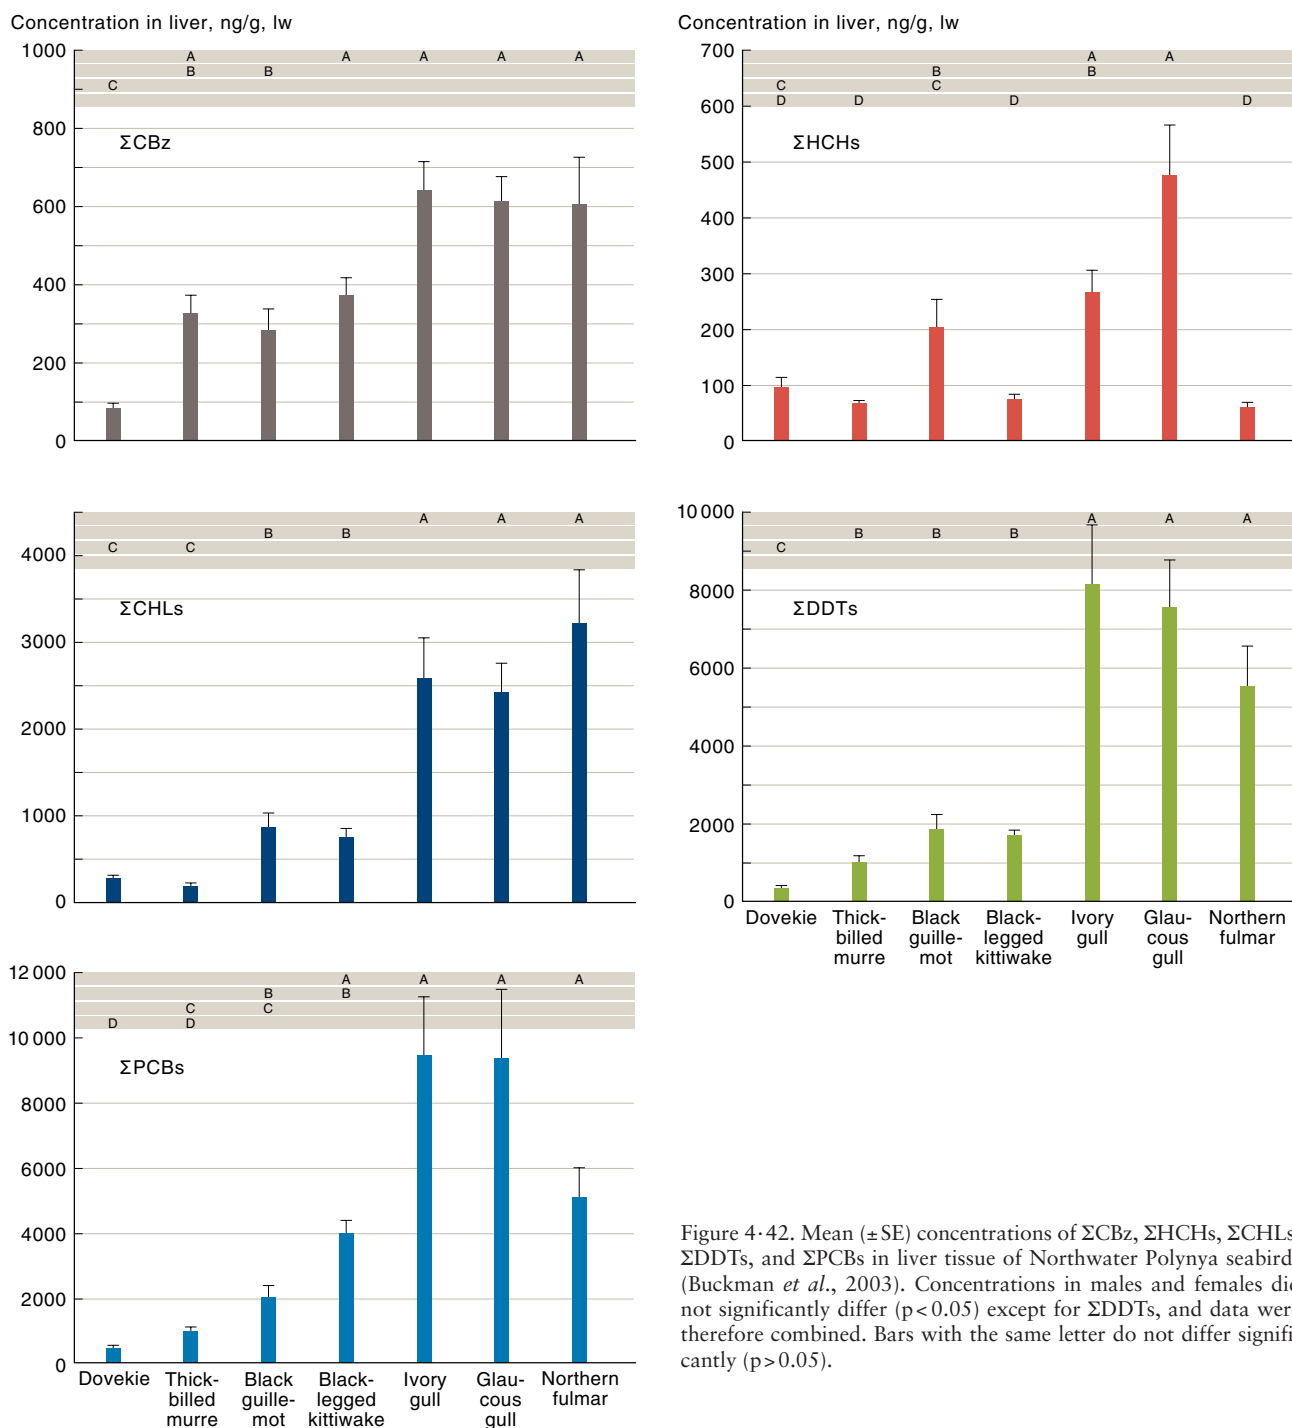 Concentration in liver, ng/g, lw
1000
800
600
400
200
0
A A A A A
B B
C
ΣCBz
Concentration in liver, ng/g, lw
700
600
500
400
300
200
100
0
A A
B B
C C
D D D D
ΣHCHs
4000
3000
2000
1000
0
A A A
B B
C C
ΣCHLs
10 000
8000
6000
4000
2000
0
A A A
B B B
C
ΣDDTs
Dovekie Thick- Black Black- Ivory Glau- Northern
billed guille- legged gull cous fulmar
murre mot kittiwake gull
12 000
10 000
8000
6000
4000
2000
0
A A A A
B B
C C
D D
ΣPCBs
Dovekie Thick- Black Black- Ivory Glau- Northern
billed guille- legged gull cous fulmar
murre mot kittiwake gull
Figure 4·42. Mean (±SE) concentrations of ΣCBz, ΣHCHs, ΣCHLs
ΣDDTs, and ΣPCBs in liver tissue of Northwater Polynya seabird
(Buckman et al., 2003). Concentrations in males and females did
not significantly differ (p<0.05) except for ΣDDTs, and data were
therefore combined. Bars with the same letter do not differ signifi
cantly (p>0.05).